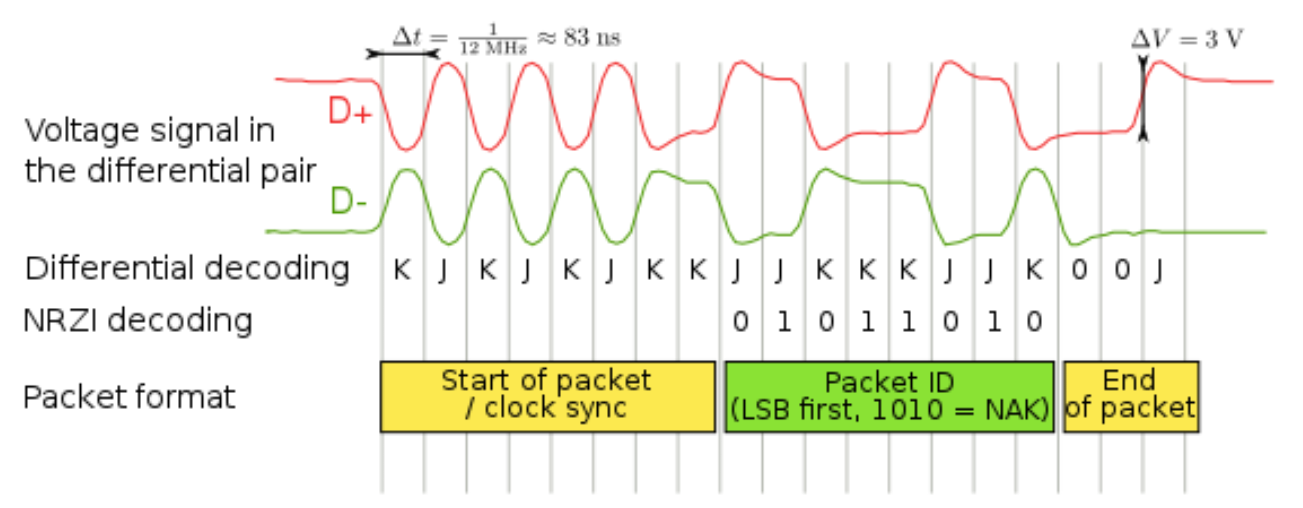 Δt = 1/12 MHz ≈ 83 ns
ΔV = 3 V
D+
Voltage signal in
the differential pair
D-
Differential decoding K J K J K J K K J J K K K J J K 0 0 J
NRZI decoding 0 1 0 1 1 0 1 0
Packet format
Start of packet
/ clock sync
Packet ID
(LSB first, 1010 = NAK)
End
of packet